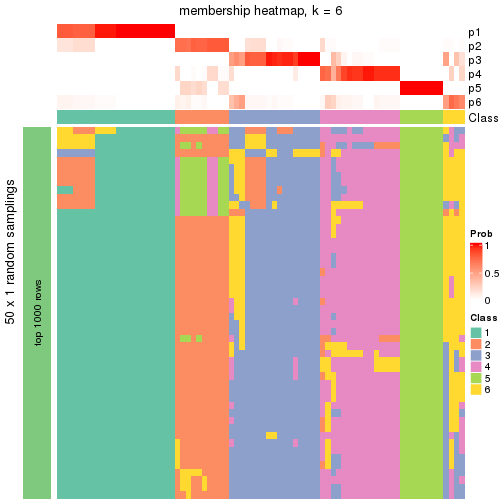 membership heatmap, k = 6
p1
p2
p3
p4
p5
p6
Class
50 x 1 random samplings
top 1000 rows
Prob
1
0.5
0
Class
1
2
3
4
5
6